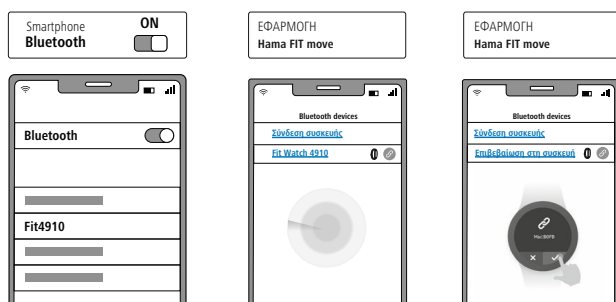 Smartphone
Bluetooth
ON
Bluetooth
Fit4910
ΕΦΑΡΜΟΓΗ
Hama FIT move
Bluetooth devices
Σύνδεση συσκευής
Fit Watch 4910
ΕΦΑΡΜΟΓΗ
Hama FIT move
Bluetooth devices
Σύνδεση συσκευής
Επιβεβαίωση στη συσκευή